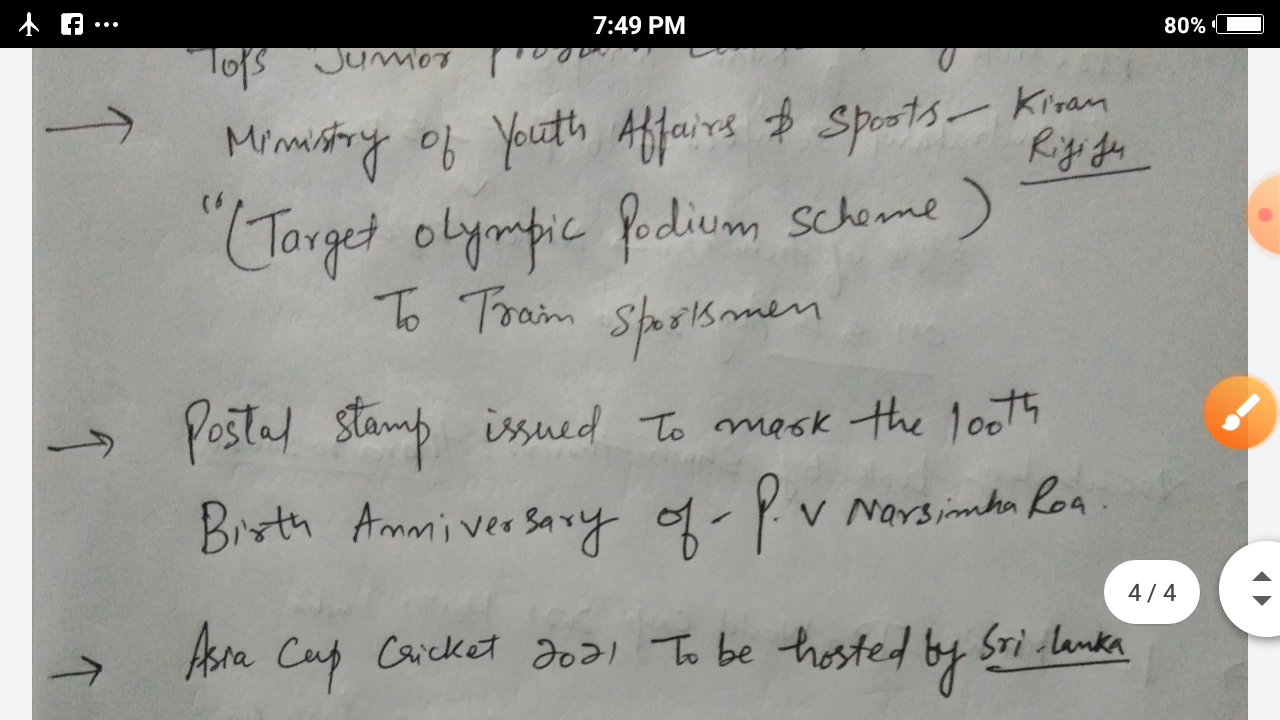 7:49 PM
80%
Tops Junior
→ Ministry of Youth Affairs & Sports – Kiran
Rijiju
"(Target olympic Podium Scheme)
To Train sportsmen
→ Postal stamp issued To mark the 100Th
Birth Anniversary of - P. V Narsimha Roa.
→ Asia Cup Cricket 2021 To be hosted by Sri-lanka
4 / 4